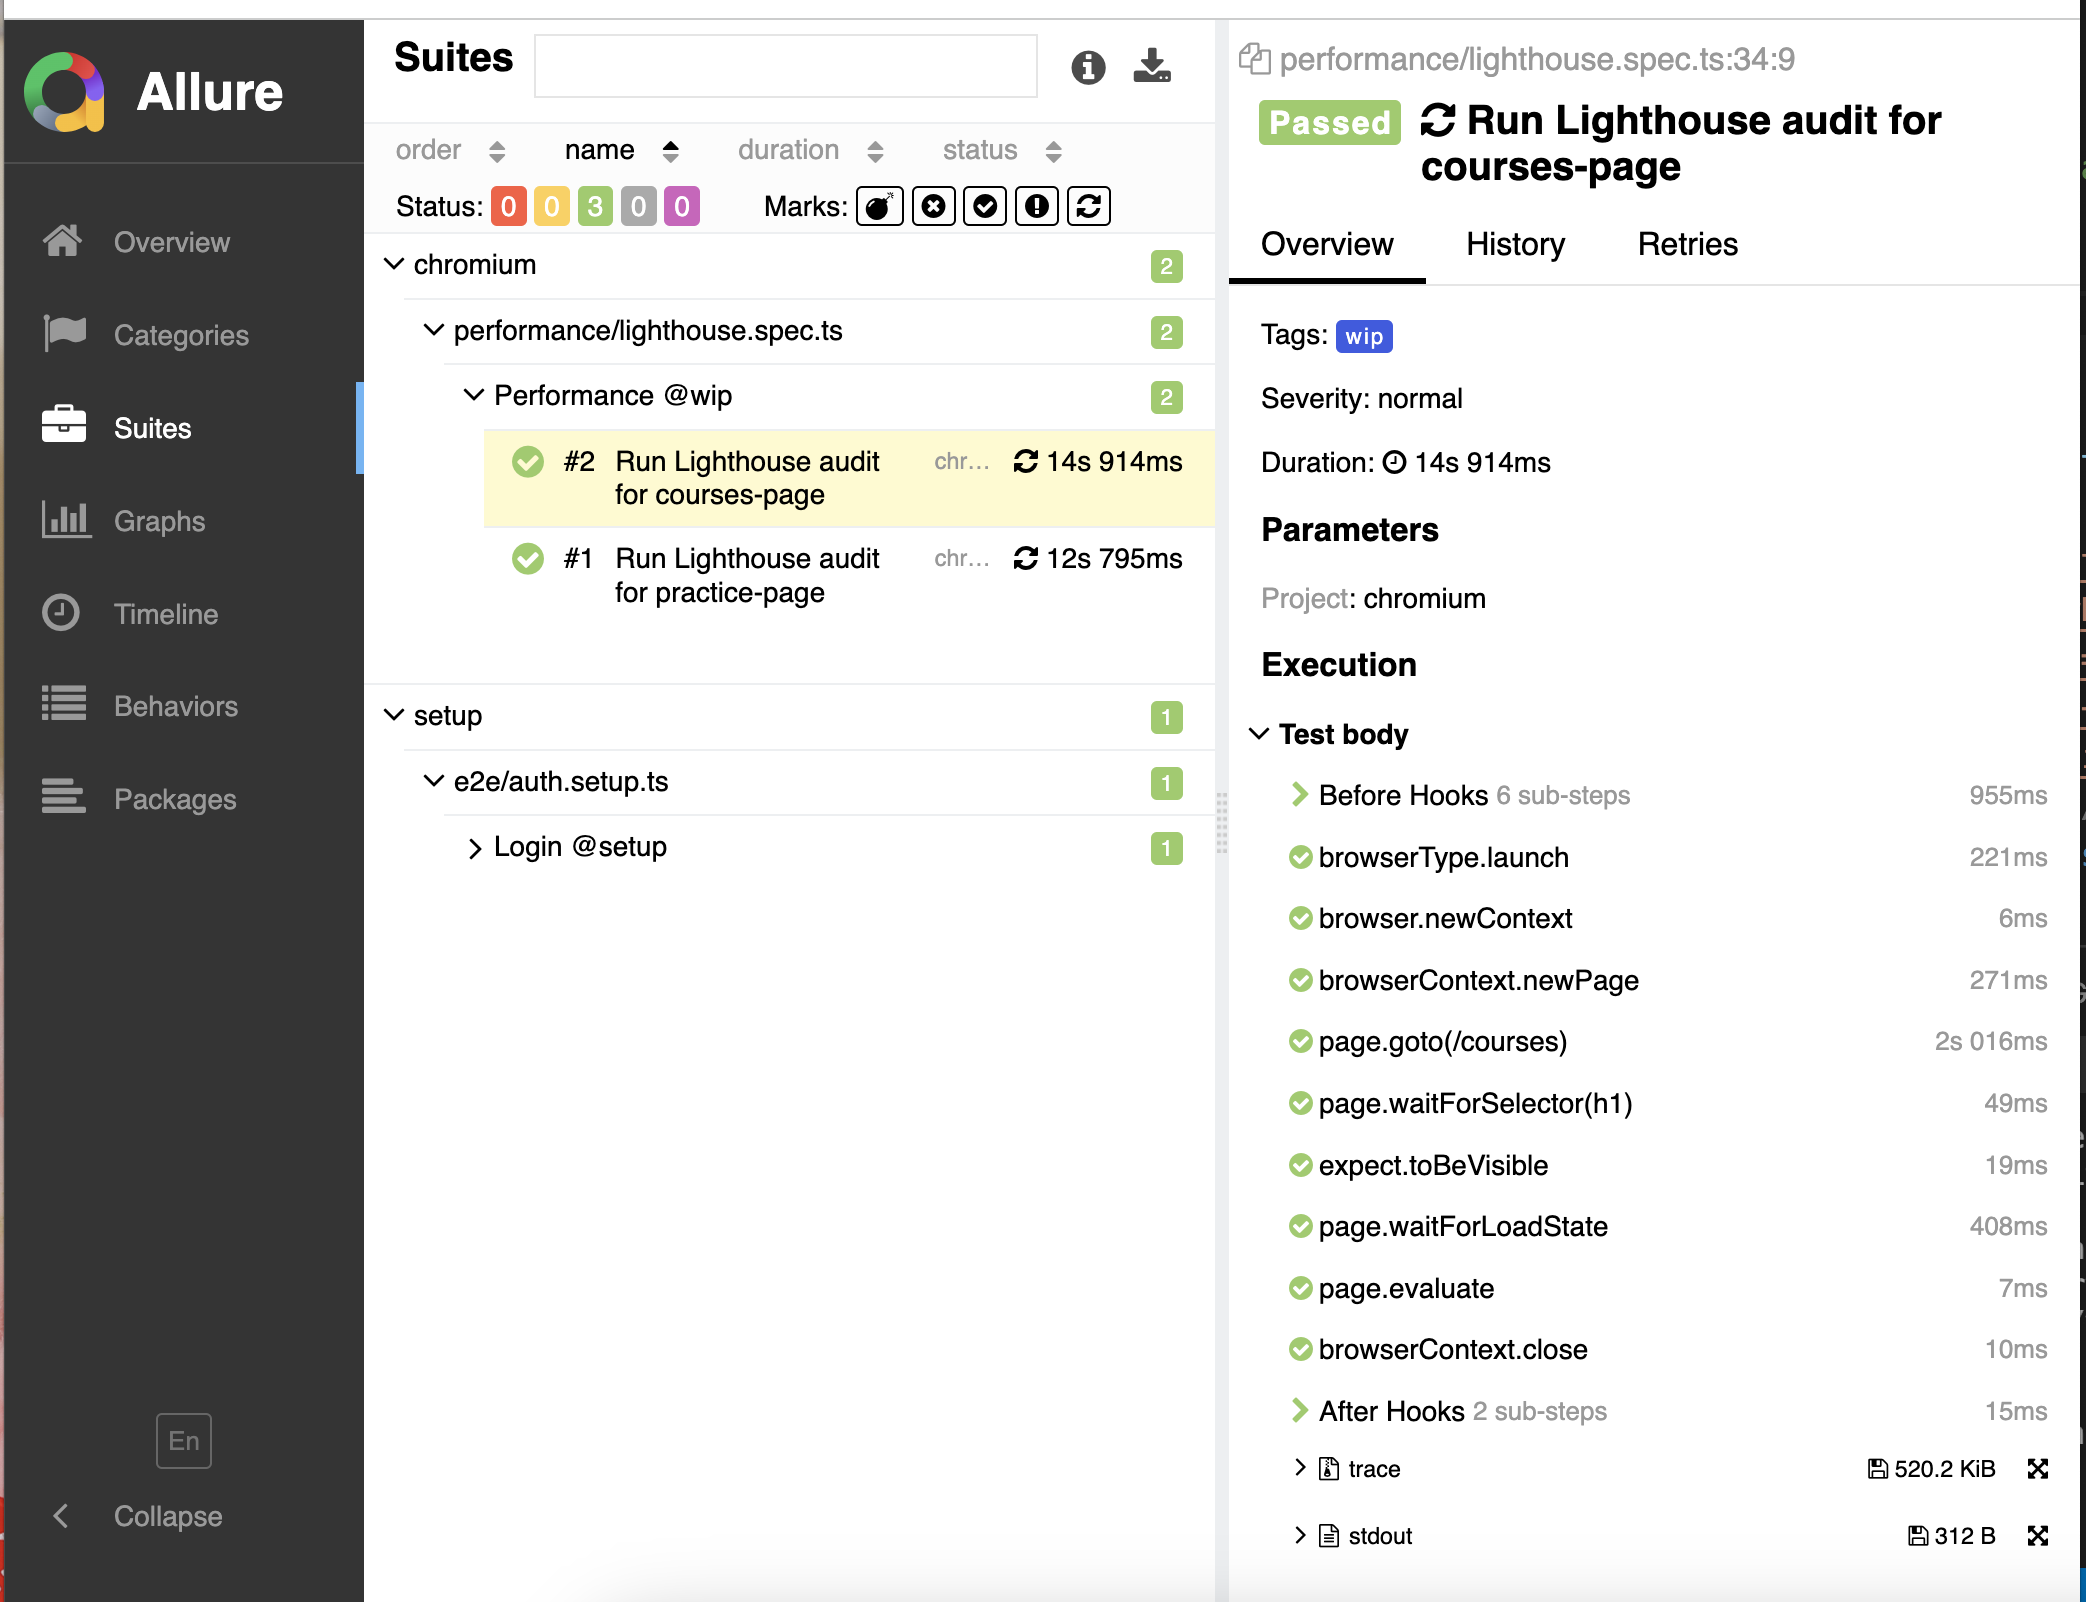 Allure
Overview
Categories
Suites
Graphs
Timeline
Behaviors
Packages
En
Collapse
Suites
order name duration status
Status: 0 0 3 0 0 Marks:
chromium 2
performance/lighthouse.spec.ts 2
Performance @wip 2
#2 Run Lighthouse audit for courses-page chr... 14s 914ms
#1 Run Lighthouse audit for practice-page chr... 12s 795ms
setup 1
e2e/auth.setup.ts 1
Login @setup 1
performance/lighthouse.spec.ts:34:9
Passed Run Lighthouse audit for
courses-page
Overview History Retries
Tags: wip
Severity: normal
Duration: 14s 914ms
Parameters
Project: chromium
Execution
Test body
Before Hooks 6 sub-steps 955ms
browserType.launch 221ms
browser.newContext 6ms
browserContext.newPage 271ms
page.goto(/courses) 2s 016ms
page.waitForSelector(h1) 49ms
expect.toBeVisible 19ms
page.waitForLoadState 408ms
page.evaluate 7ms
browserContext.close 10ms
After Hooks 2 sub-steps 15ms
trace 520.2 KiB
stdout 312 B